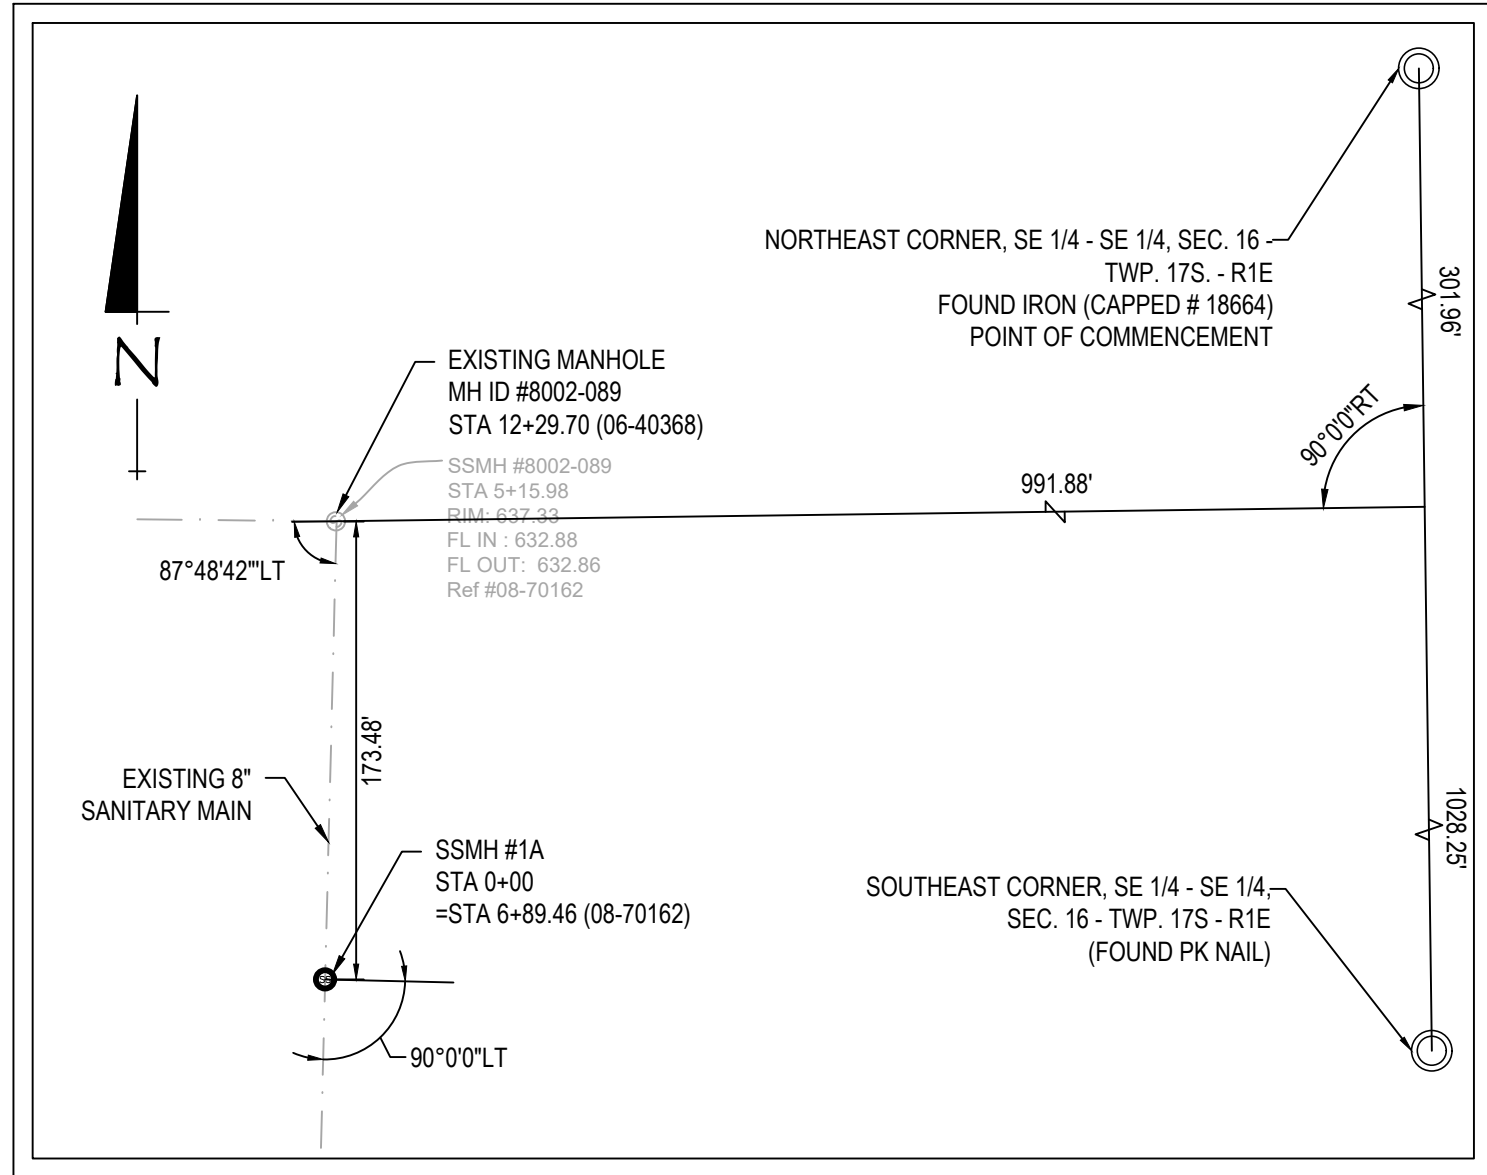 NORTHEAST CORNER, SE 1/4 - SE 1/4, SEC. 16 -
TWP. 17S. - R1E
FOUND IRON (CAPPED # 18664)
POINT OF COMMENCEMENT
301.96'
N
EXISTING MANHOLE
MH ID #8002-089
STA 12+29.70 (06-40368)
90°0'0"RT
SSMH #8002-089
STA 5+15.98
RIM: 637.33
FL IN : 632.88
FL OUT: 632.86
Ref #08-70162
991.88'
87°48'42""LT
173.48'
EXISTING 8"
SANITARY MAIN
1028.25'
SSMH #1A
STA 0+00
=STA 6+89.46 (08-70162)
SOUTHEAST CORNER, SE 1/4 - SE 1/4,
SEC. 16 - TWP. 17S - R1E
(FOUND PK NAIL)
SS
90°0'0"LT